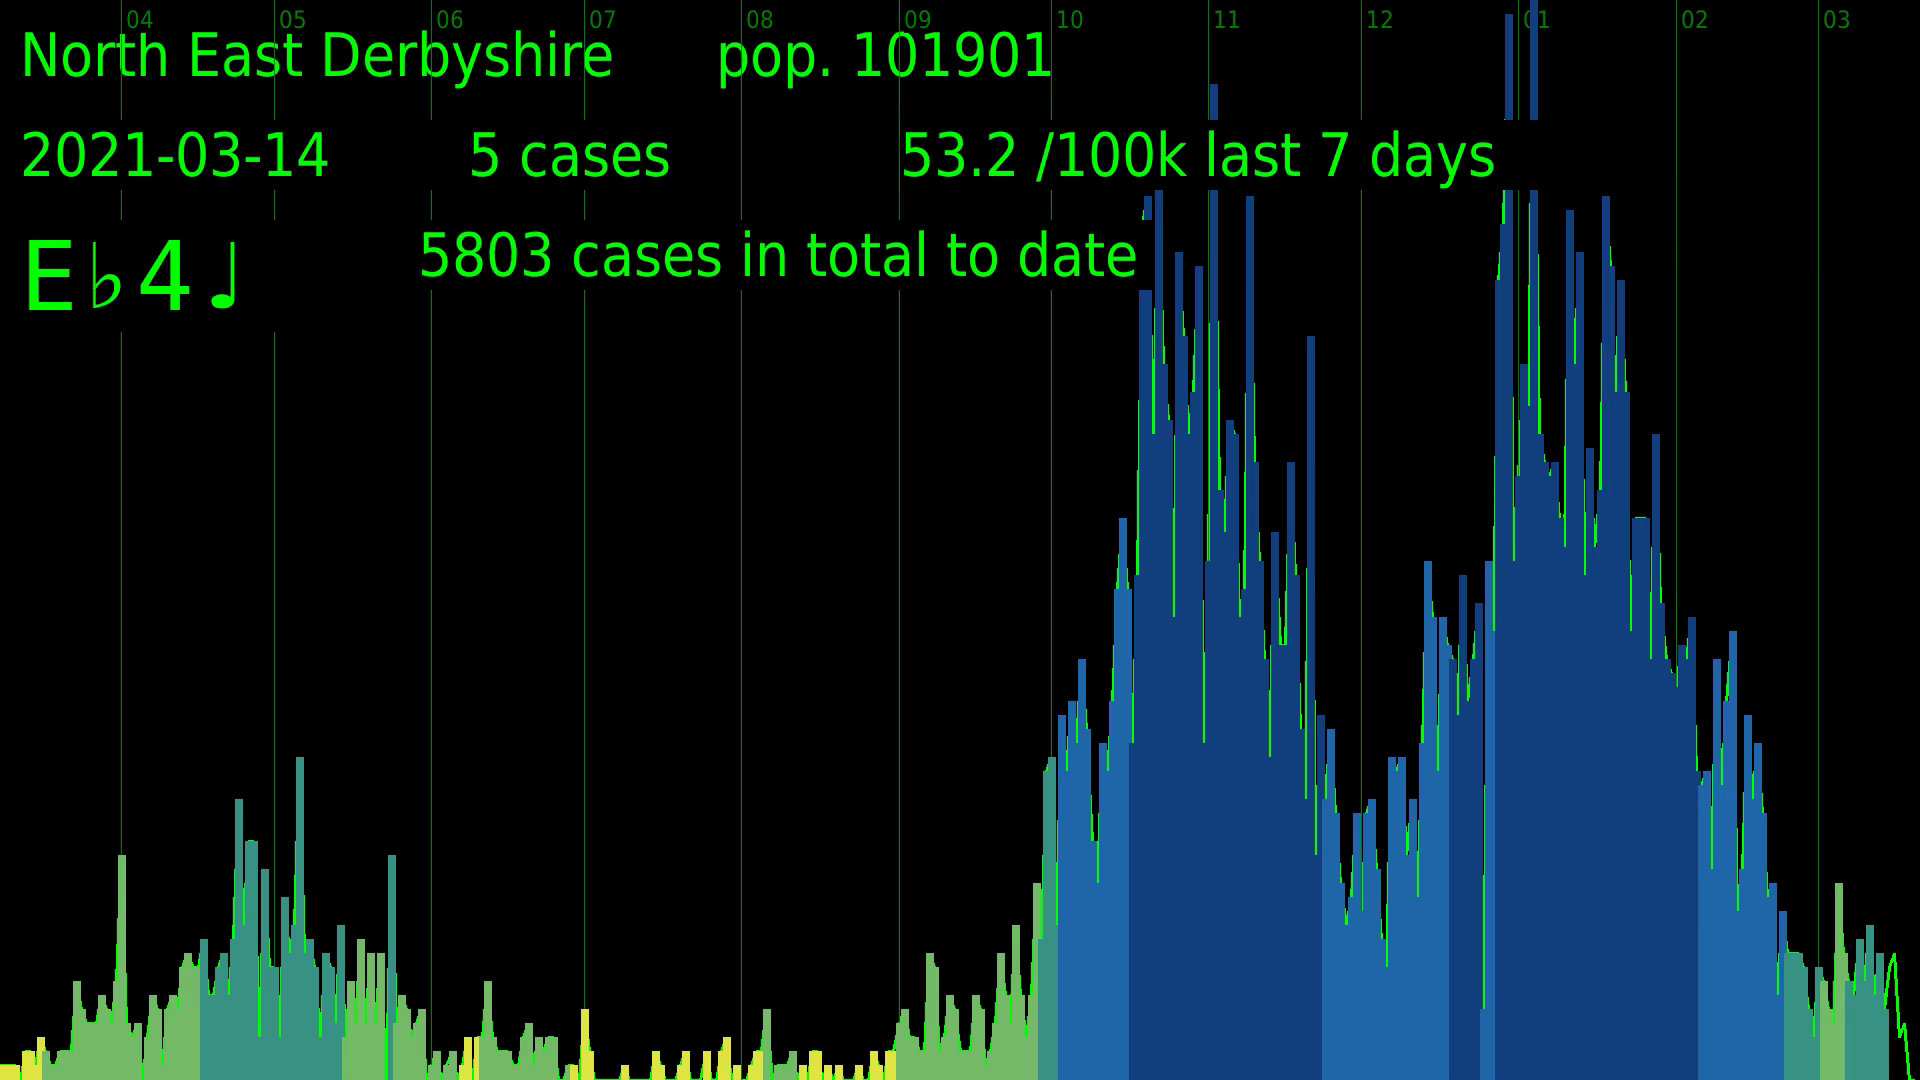 04 05 06 07 08 09 10 11 12 01 02 03
North East Derbyshire pop. 101901
2021-03-14 5 cases 53.2 /100k last 7 days
E♭4♩ 5803 cases in total to date